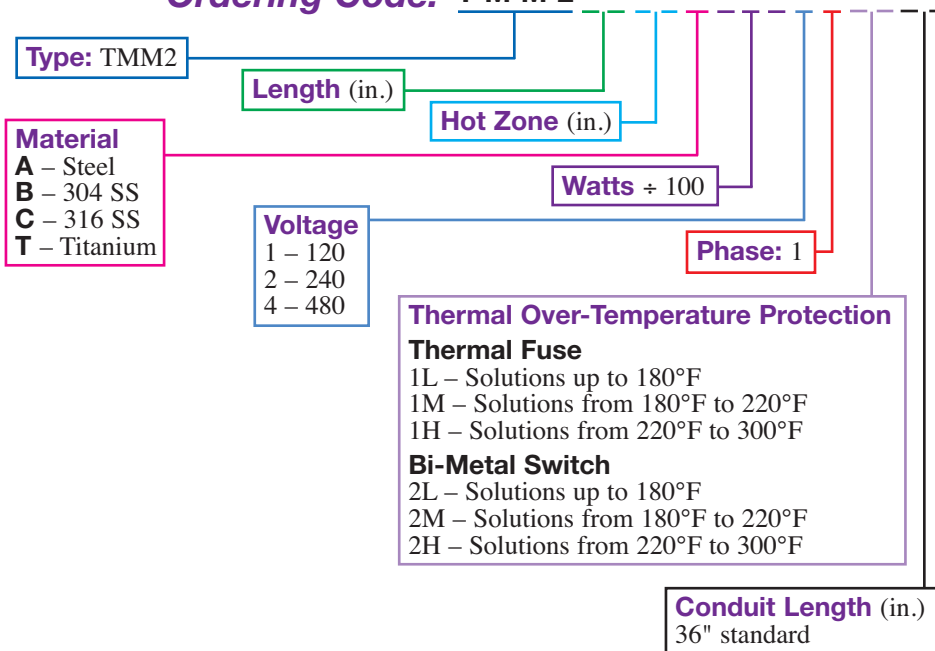 Ordering Code: TMM2
Type: TMM2
Length (in.)
Hot Zone (in.)
Material
A – Steel
B – 304 SS
C – 316 SS
T – Titanium
Watts ÷ 100
Voltage
1 – 120
2 – 240
4 – 480
Phase: 1
Thermal Over-Temperature Protection
Thermal Fuse
1L – Solutions up to 180°F
1M – Solutions from 180°F to 220°F
1H – Solutions from 220°F to 300°F
Bi-Metal Switch
2L – Solutions up to 180°F
2M – Solutions from 180°F to 220°F
2H – Solutions from 220°F to 300°F
Conduit Length (in.)
36" standard